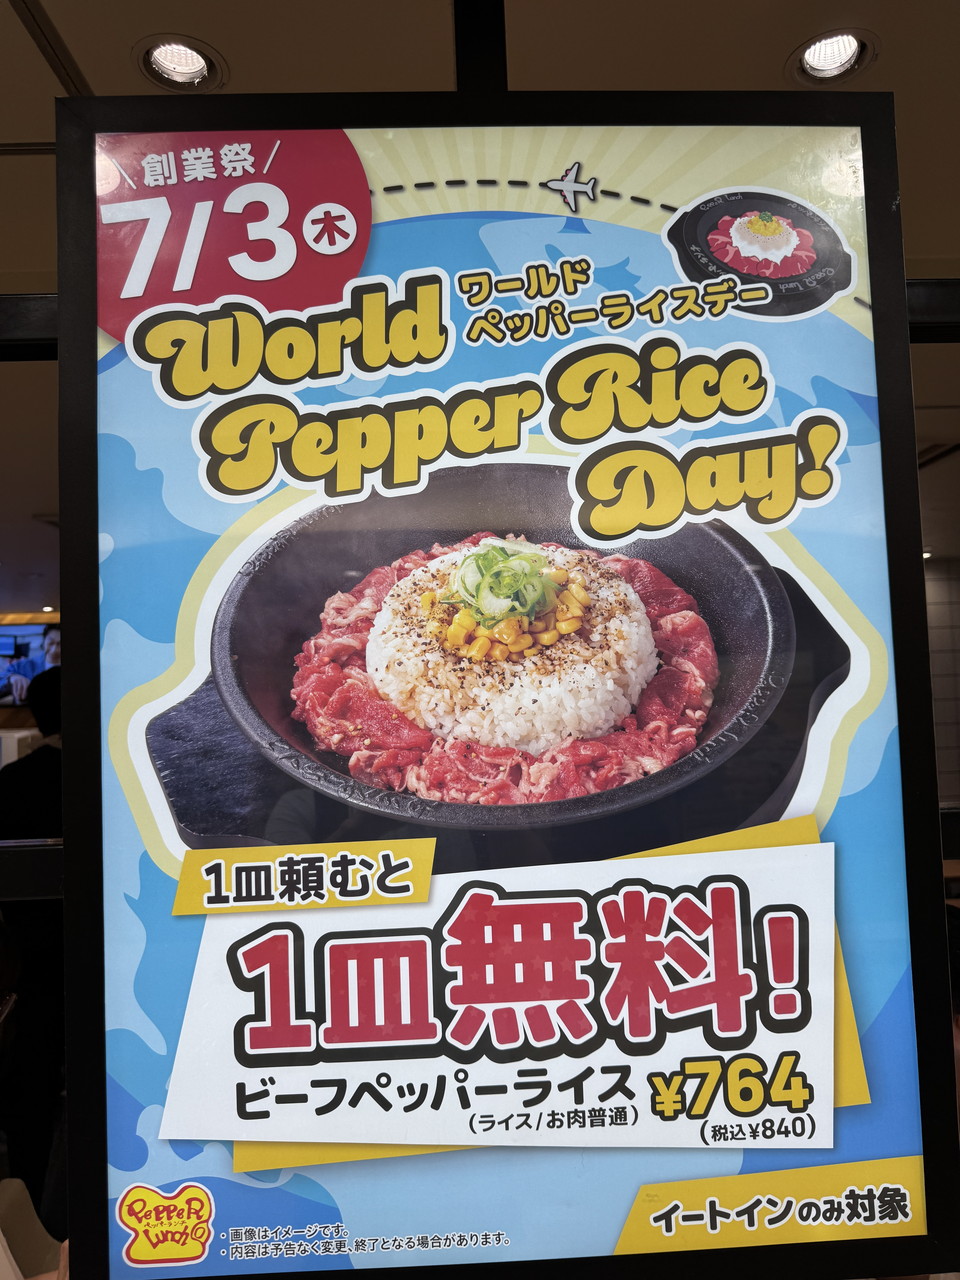 創業祭
7/3木
World
ワールド
ペッパーライスデー
Pepper Rice
Day!
1皿頼むと
1皿無料!
ビーフペッパーライス
(ライス/お肉普通)
¥764
(税込¥840)
イートインのみ対象
PePPeR
ペッパーランチ
Lunch
・画像はイメージです。
・内容は予告なく変更、終了となる場合があります。